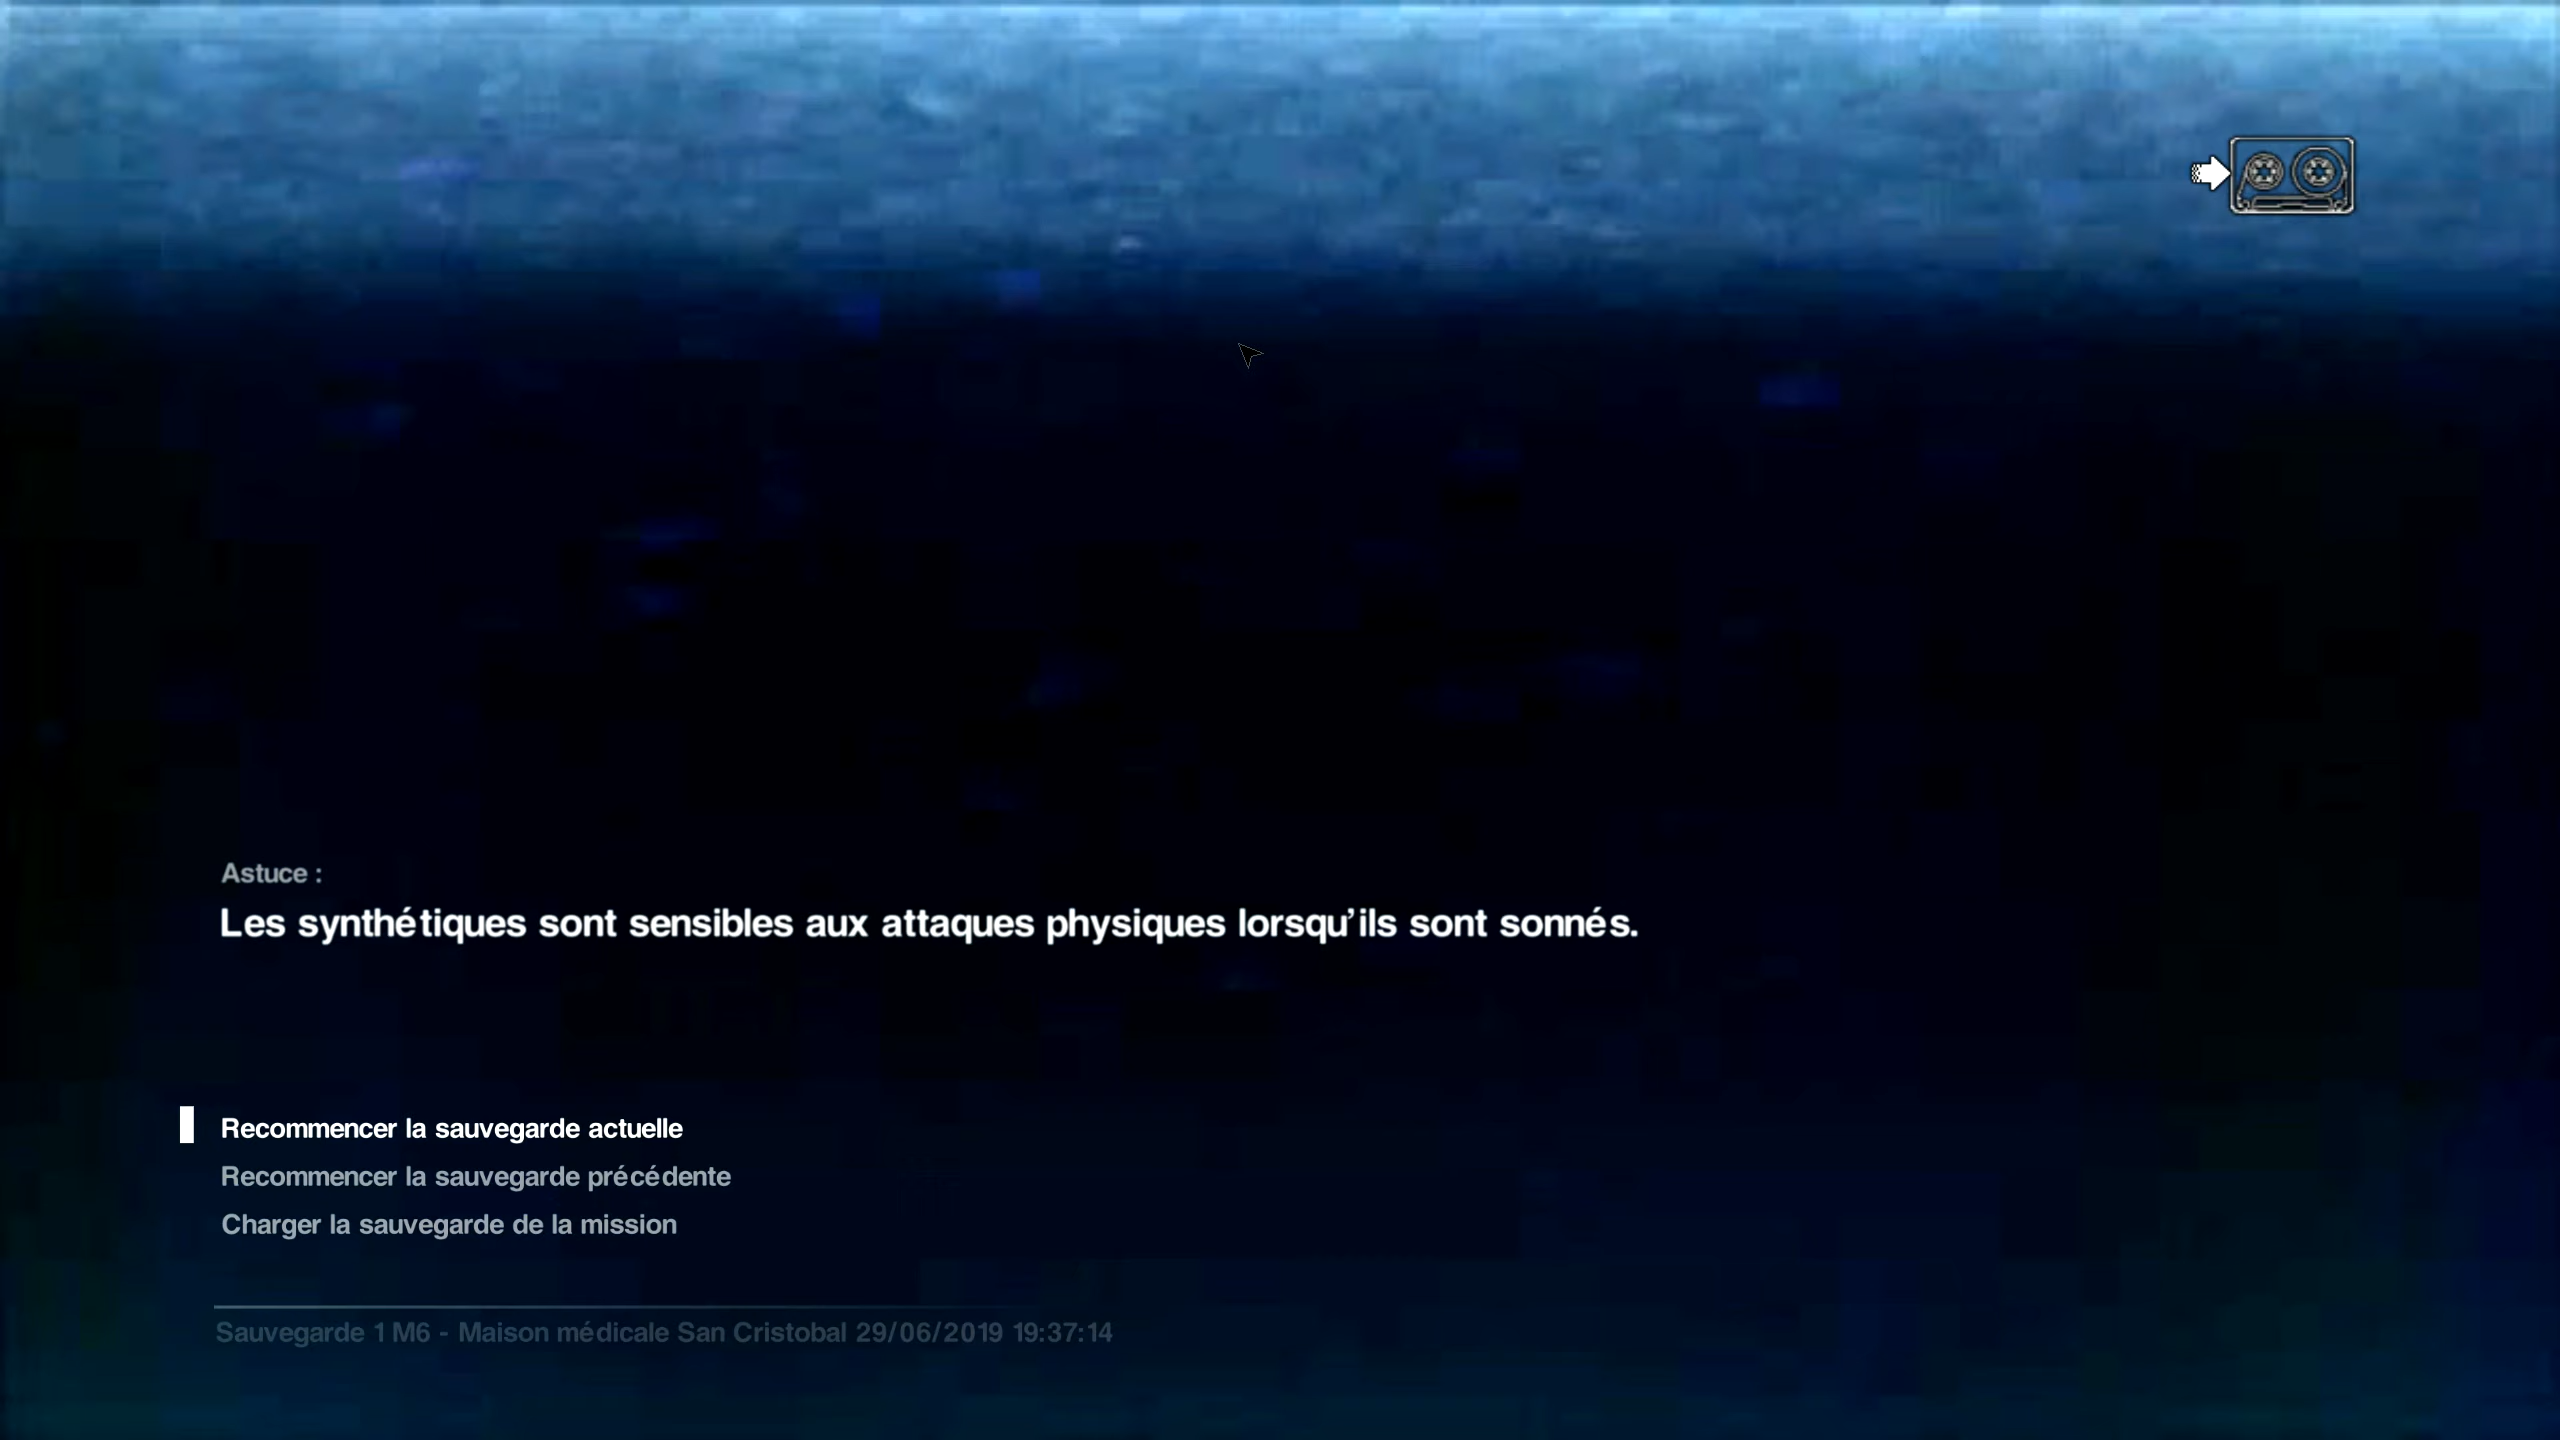 Astuce :
Les synthétiques sont sensibles aux attaques physiques lorsqu’ils sont sonnés.
Recommencer la sauvegarde actuelle
Recommencer la sauvegarde précédente
Charger la sauvegarde de la mission
Sauvegarde 1 M6 - Maison médicale San Cristobal 29/06/2019 19:37:14